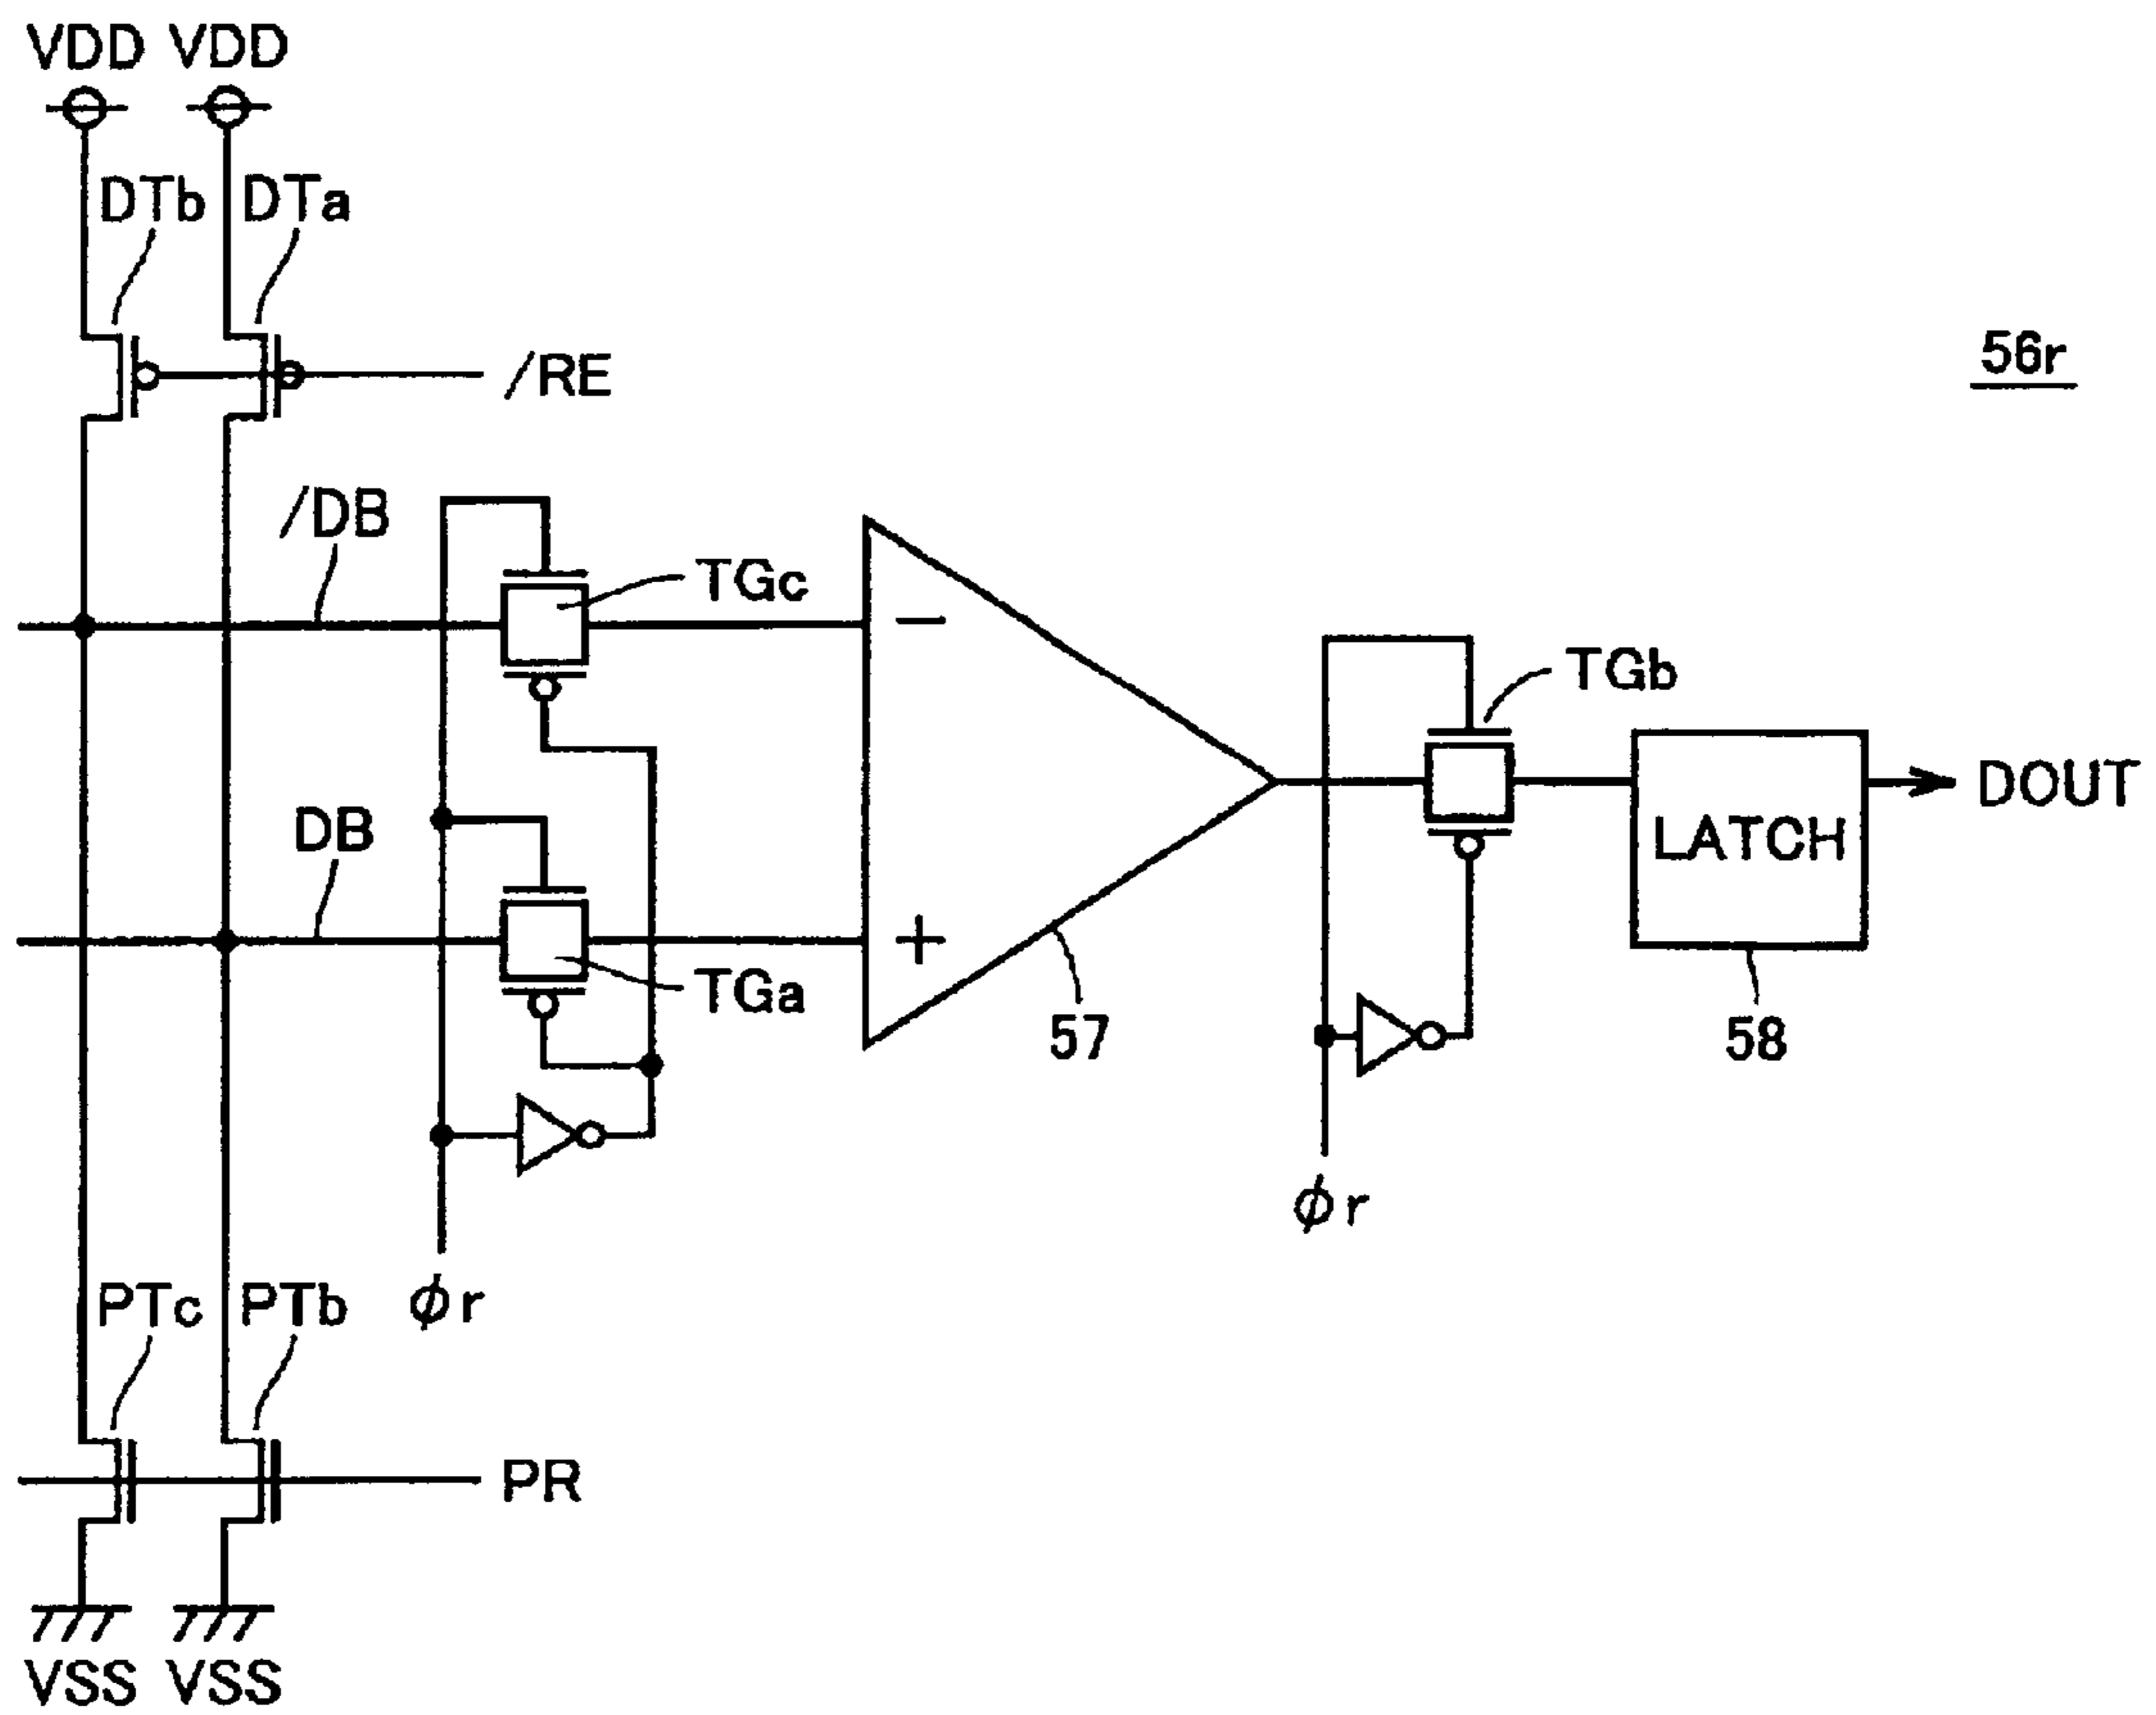 VDD VDD
DTb DTa
/RE
56r
/DB
TGc
−
TGb
DOUT
LATCH
DB
+
TGa
57
58
ϕr
ϕr
PTc PTb
PR
VSS VSS